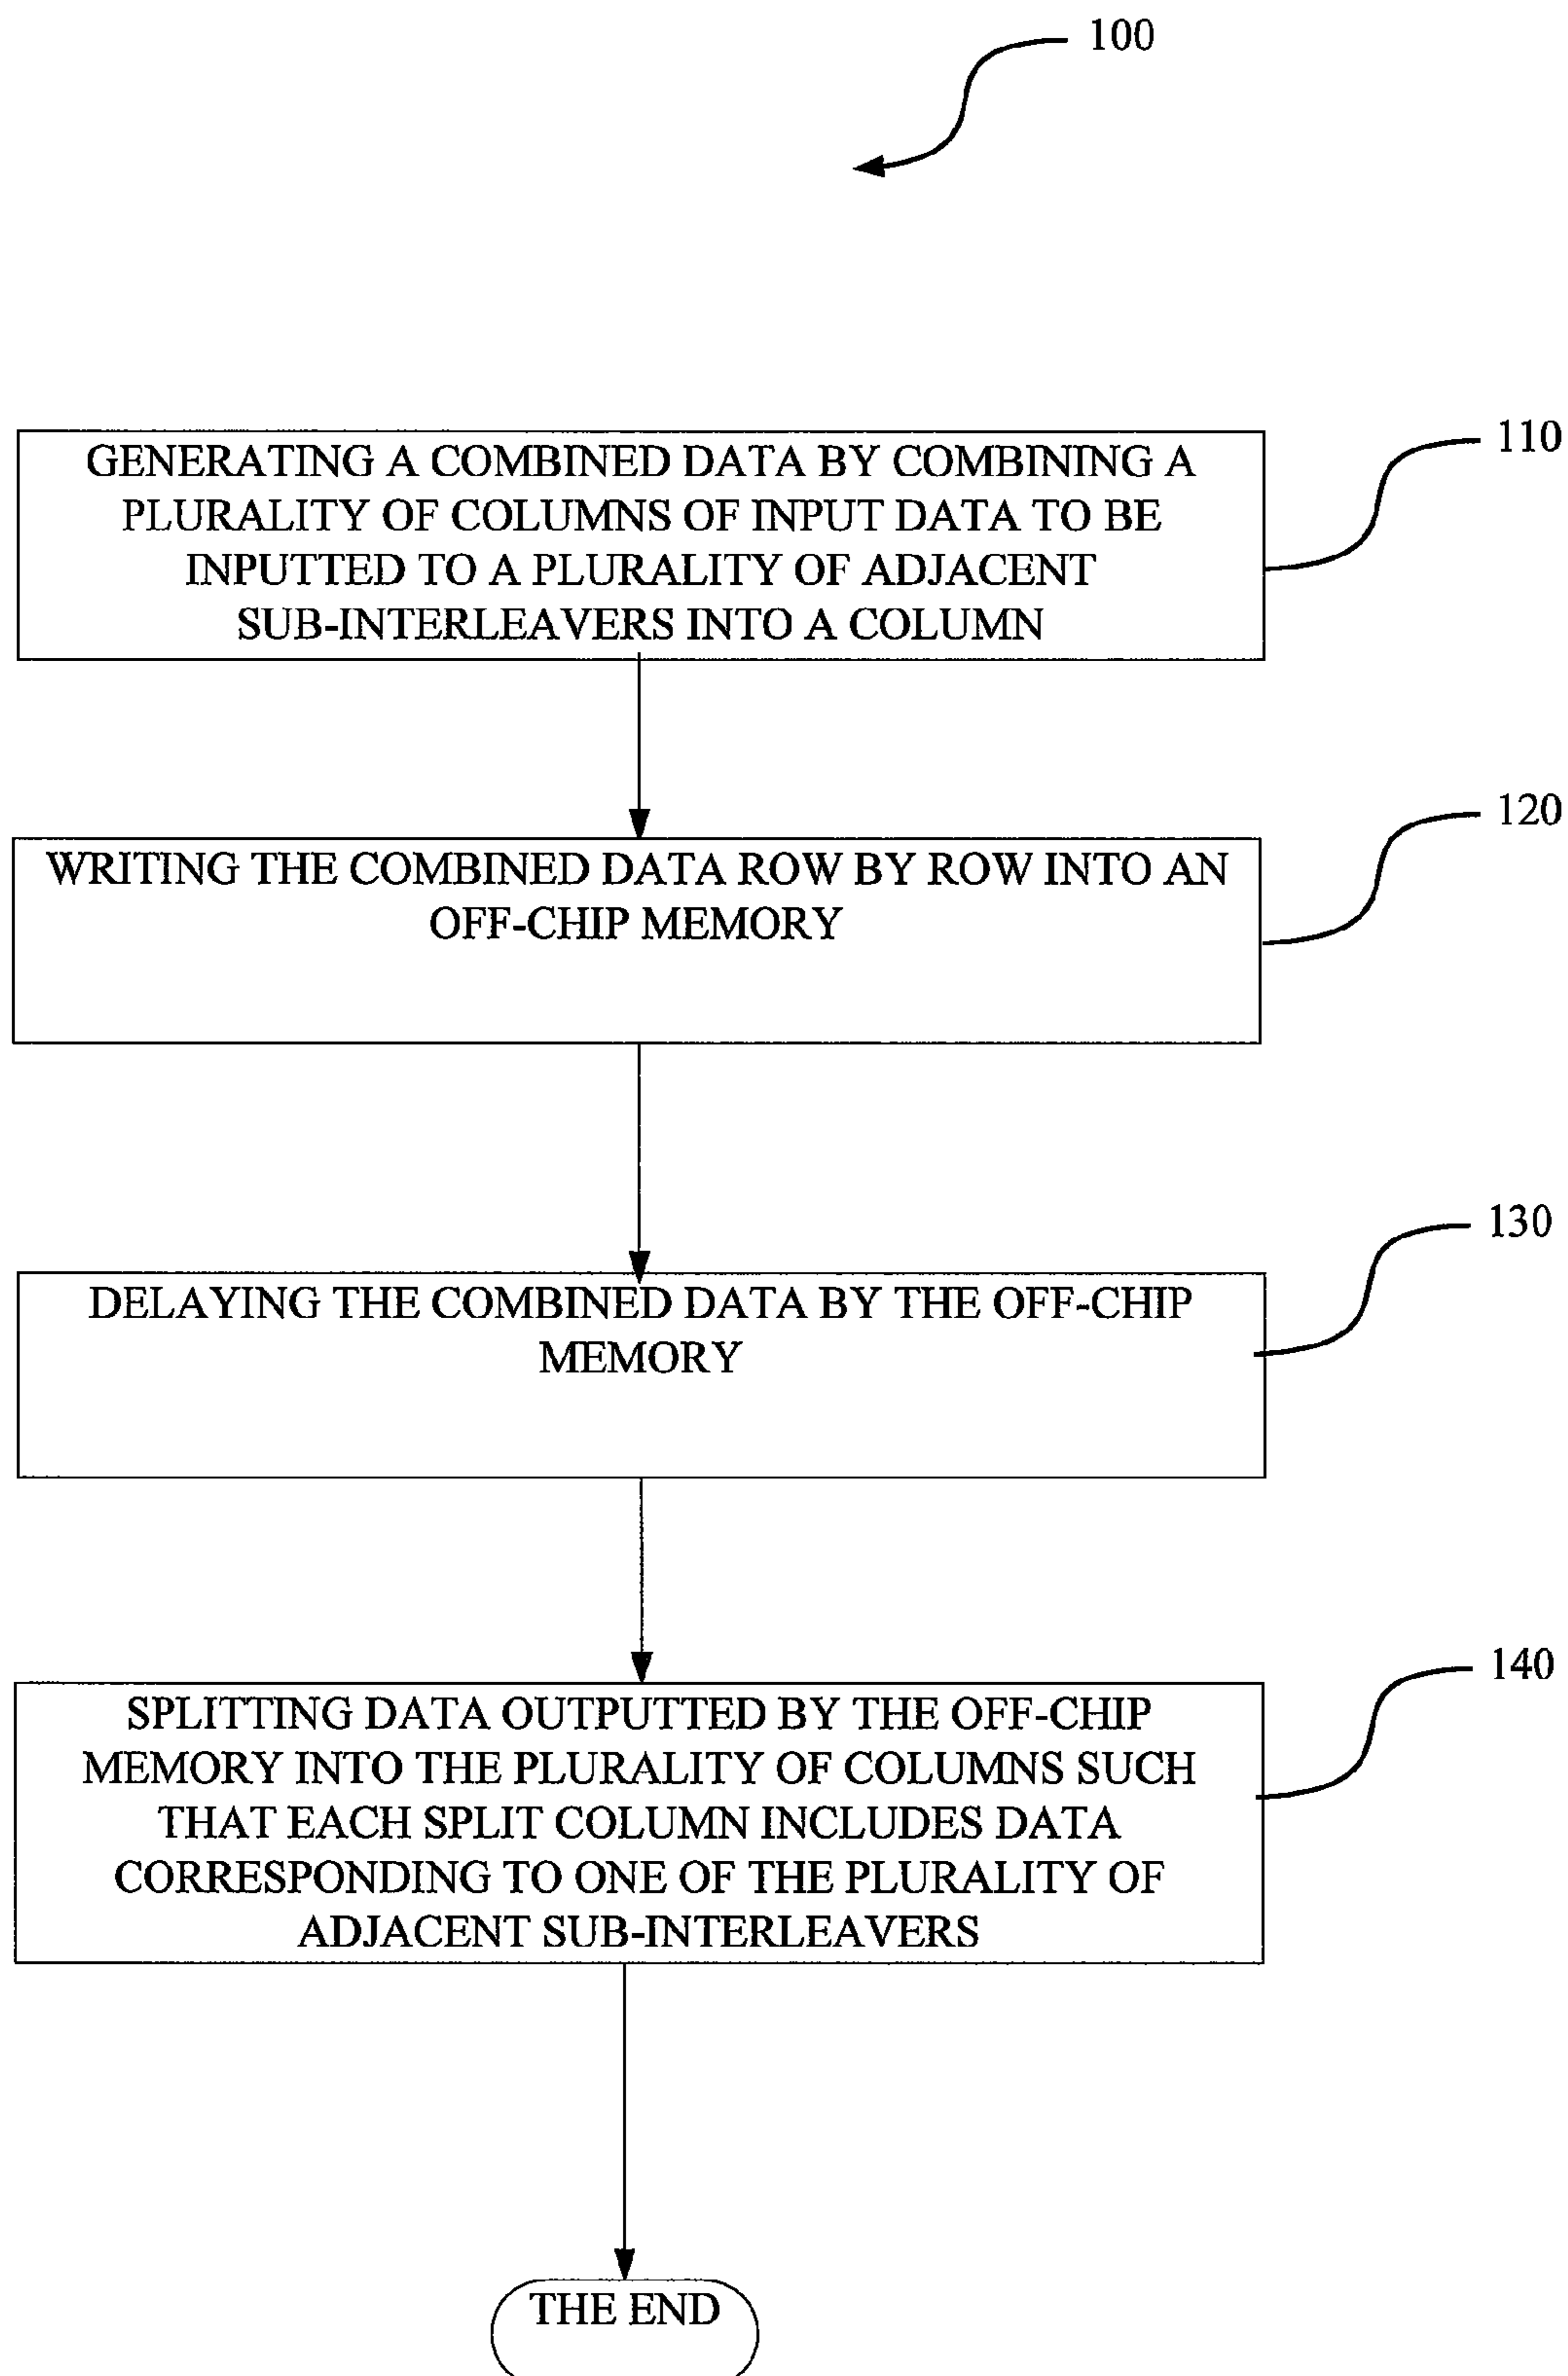 100
GENERATING A COMBINED DATA BY COMBINING A
PLURALITY OF COLUMNS OF INPUT DATA TO BE
INPUTTED TO A PLURALITY OF ADJACENT
SUB-INTERLEAVERS INTO A COLUMN
110
WRITING THE COMBINED DATA ROW BY ROW INTO AN
OFF-CHIP MEMORY
120
DELAYING THE COMBINED DATA BY THE OFF-CHIP
MEMORY
130
SPLITTING DATA OUTPUTTED BY THE OFF-CHIP
MEMORY INTO THE PLURALITY OF COLUMNS SUCH
THAT EACH SPLIT COLUMN INCLUDES DATA
CORRESPONDING TO ONE OF THE PLURALITY OF
ADJACENT SUB-INTERLEAVERS
140
THE END